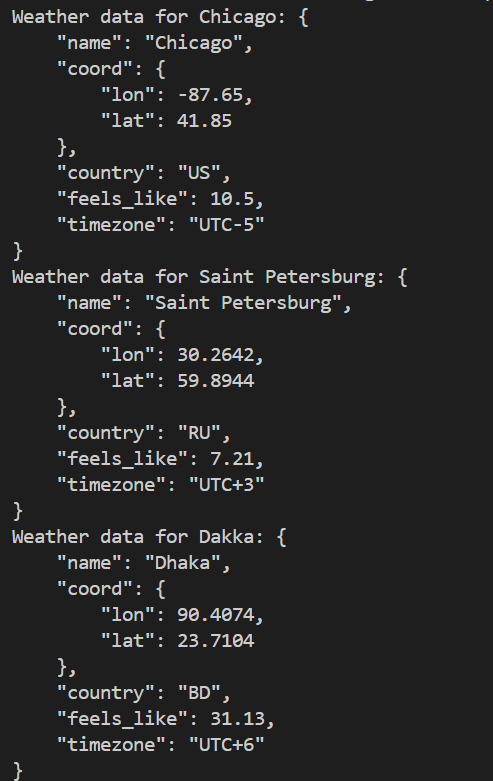 Weather data for Chicago: {
    "name": "Chicago",
    "coord": {
        "lon": -87.65,
        "lat": 41.85
    },
    "country": "US",
    "feels_like": 10.5,
    "timezone": "UTC-5"
}
Weather data for Saint Petersburg: {
    "name": "Saint Petersburg",
    "coord": {
        "lon": 30.2642,
        "lat": 59.8944
    },
    "country": "RU",
    "feels_like": 7.21,
    "timezone": "UTC+3"
}
Weather data for Dakka: {
    "name": "Dhaka",
    "coord": {
        "lon": 90.4074,
        "lat": 23.7104
    },
    "country": "BD",
    "feels_like": 31.13,
    "timezone": "UTC+6"
}